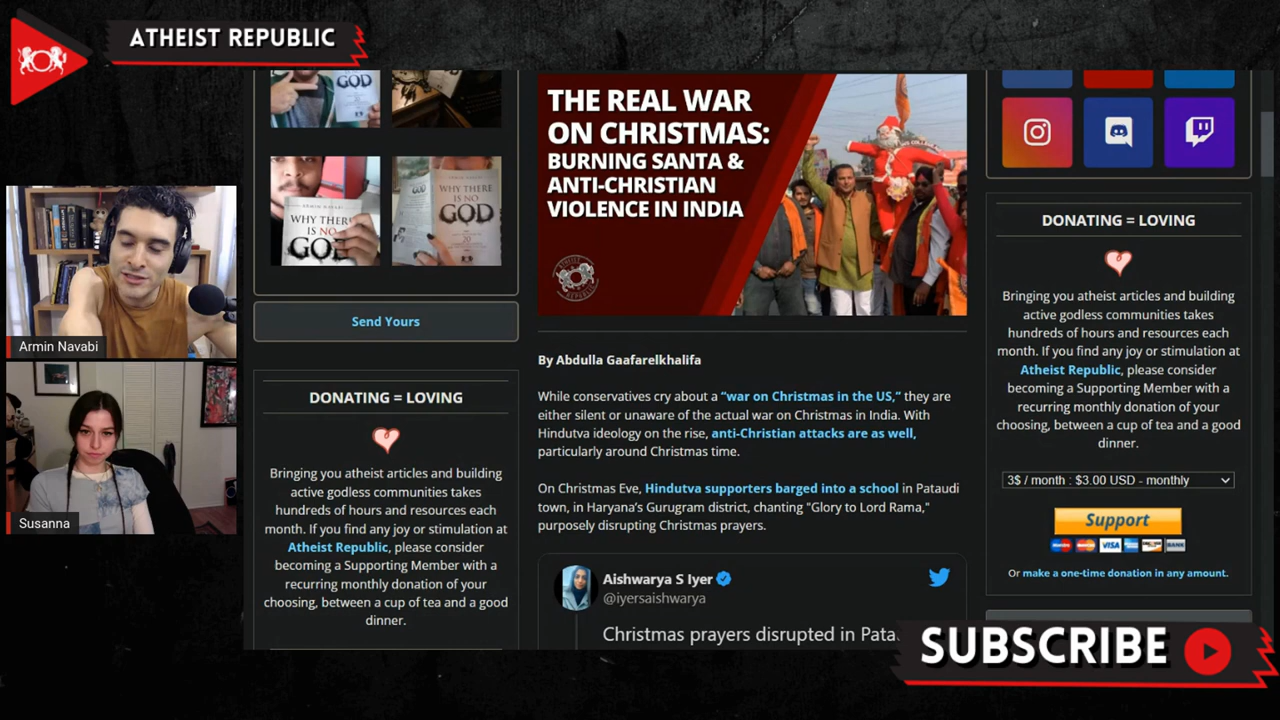 ATHEIST REPUBLIC
Armin Navabi
Susanna
GOD
WHY THERE
IS NO
GOD
WHY THERE
IS NO
GOD
20
Send Yours
DONATING = LOVING
Bringing you atheist articles and building
active godless communities takes
hundreds of hours and resources each
month. If you find any joy or stimulation at
Atheist Republic, please consider
becoming a Supporting Member with a
recurring monthly donation of your
choosing, between a cup of tea and a good
dinner.
THE REAL WAR
ON CHRISTMAS:
BURNING SANTA &
ANTI-CHRISTIAN
VIOLENCE IN INDIA
ATHEIST
REPUBLIC
By Abdulla Gaafarelkhalifa
While conservatives cry about a “war on Christmas in the US,” they are
either silent or unaware of the actual war on Christmas in India. With
Hindutva ideology on the rise, anti-Christian attacks are as well,
particularly around Christmas time.
On Christmas Eve, Hindutva supporters barged into a school in Pataudi
town, in Haryana’s Gurugram district, chanting "Glory to Lord Rama,"
purposely disrupting Christmas prayers.
Aishwarya S Iyer
@iyersaishwarya
Christmas prayers disrupted in Pata
DONATING = LOVING
Bringing you atheist articles and building
active godless communities takes
hundreds of hours and resources each
month. If you find any joy or stimulation at
Atheist Republic, please consider
becoming a Supporting Member with a
recurring monthly donation of your
choosing, between a cup of tea and a good
dinner.
3$ / month : $3.00 USD - monthly
Support
VISA
BANK
Or make a one-time donation in any amount.
SUBSCRIBE